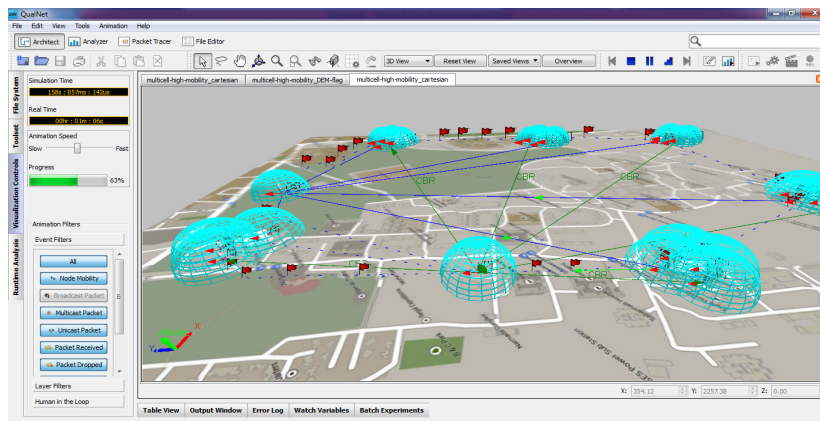 QualNet
File Edit View Tools Animation Help
Architect Analyzer Packet Tracer File Editor
3D View Reset View Saved Views Overview
File System
Toolset
Visualization Controls
Runtime Analysis
Simulation Time
158s : 857ms : 142us
Real Time
00hr : 01m : 06s
Animation Speed
Slow Fast
Progress
63%
Animation Filters
Event Filters
All
Node Mobility
Broadcast Packet
Multicast Packet
Unicast Packet
Packet Received
Packet Dropped
Layer Filters
Human in the Loop
multicell-high-mobility_cartesian multicell-high-mobility_DEM-flag multicell-high-mobility_cartesian
CBR
CBR
CBR
CBR
X
Y
Power Sub Station
X: 354.12 Y: 2257.38 Z: 0.00
Table View Output Window Error Log Watch Variables Batch Experiments